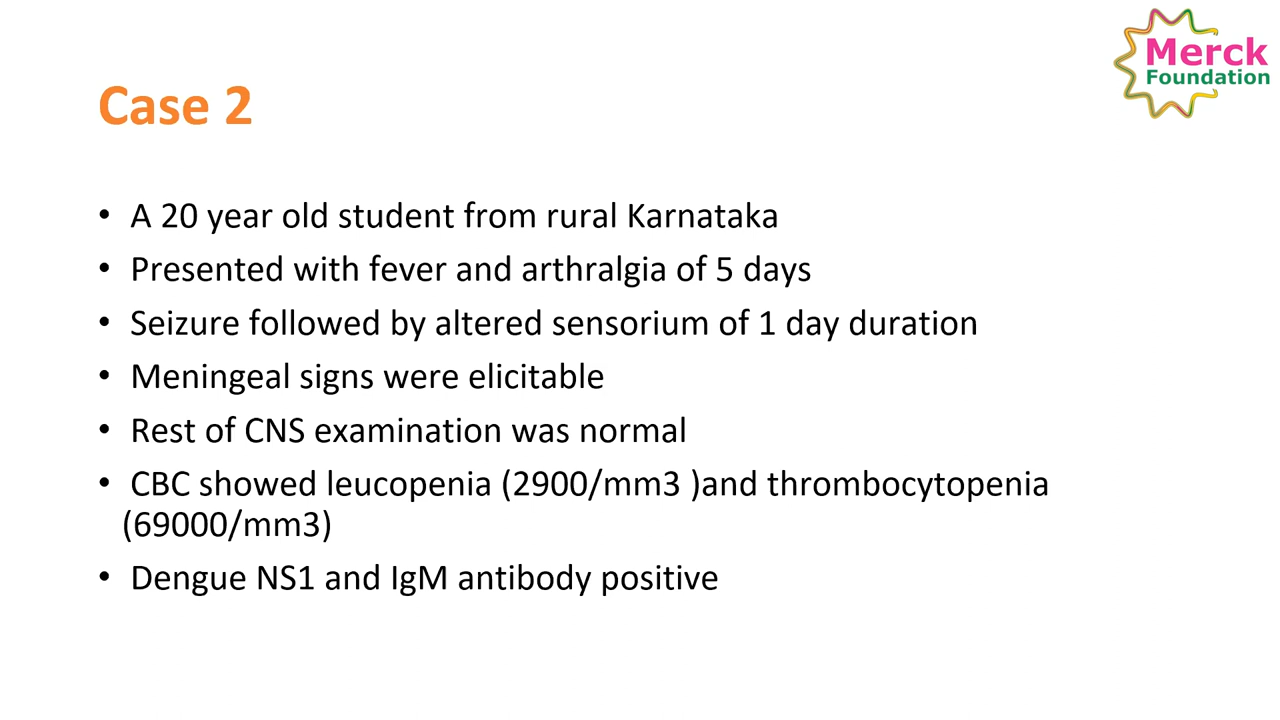 Merck
Foundation
Case 2
• A 20 year old student from rural Karnataka
• Presented with fever and arthralgia of 5 days
• Seizure followed by altered sensorium of 1 day duration
• Meningeal signs were elicitable
• Rest of CNS examination was normal
• CBC showed leucopenia (2900/mm3 )and thrombocytopenia
(69000/mm3)
• Dengue NS1 and IgM antibody positive